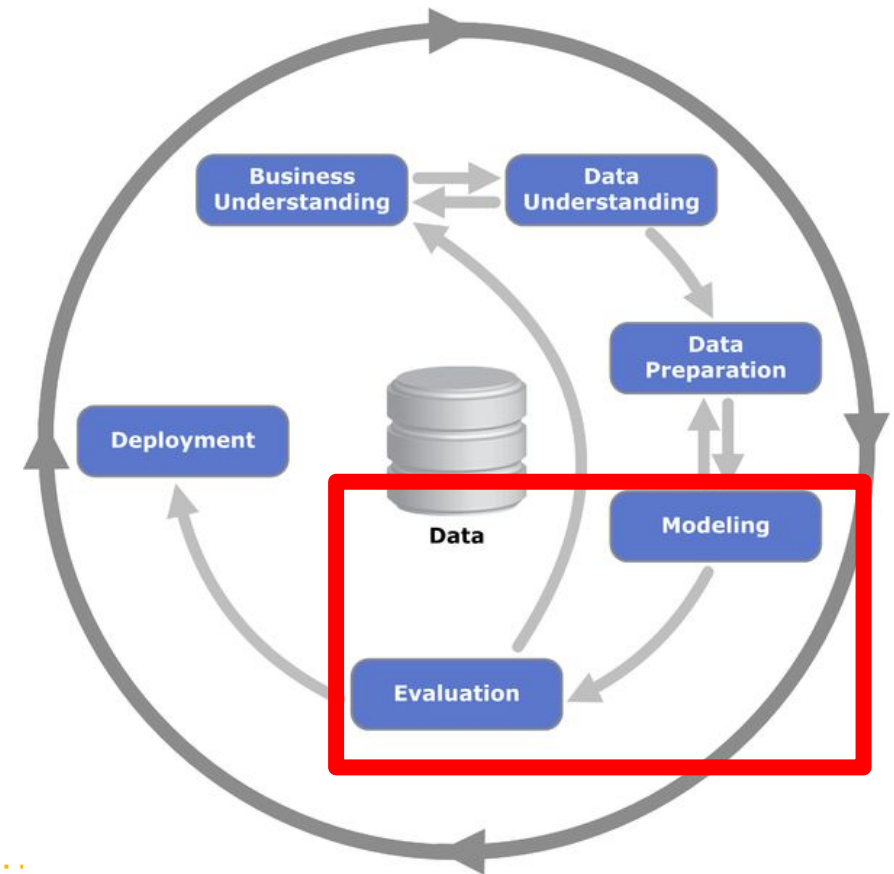 Business
Understanding
Data
Understanding
Data
Preparation
Modeling
Data
Deployment
Evaluation